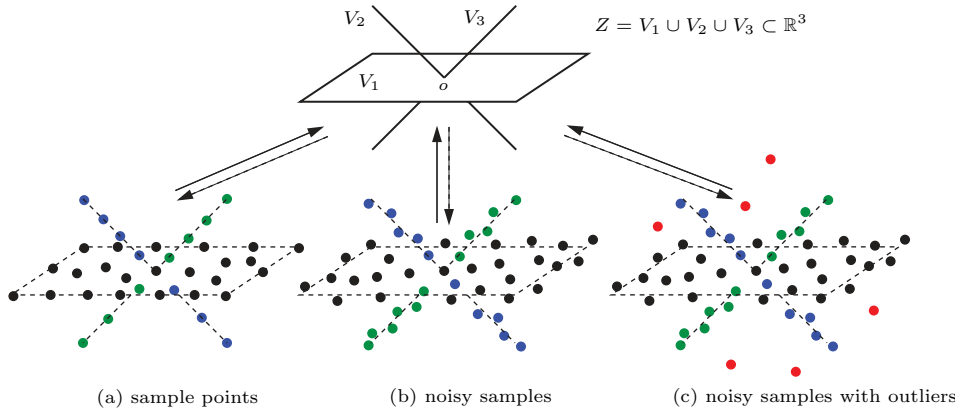 V₂ V₃ Z = V₁ ∪ V₂ ∪ V₃ ⊂ ℝ³
V₁ o
(a) sample points (b) noisy samples (c) noisy samples with outliers